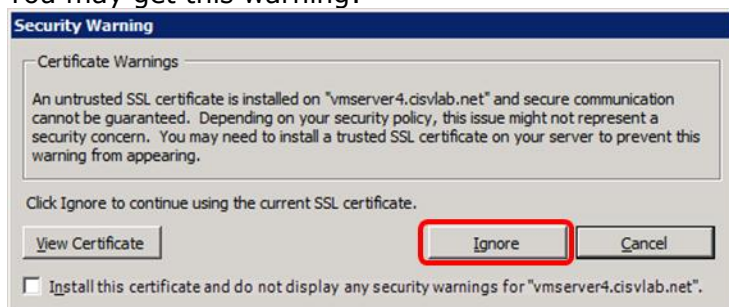 You may get this warning:
Security Warning
Certificate Warnings
An untrusted SSL certificate is installed on "vmserver4.cisvlab.net" and secure communication
cannot be guaranteed. Depending on your security policy, this issue might not represent a
security concern. You may need to install a trusted SSL certificate on your server to prevent this
warning from appearing.
Click Ignore to continue using the current SSL certificate.
View Certificate Ignore Cancel
Install this certificate and do not display any security warnings for "vmserver4.cisvlab.net".